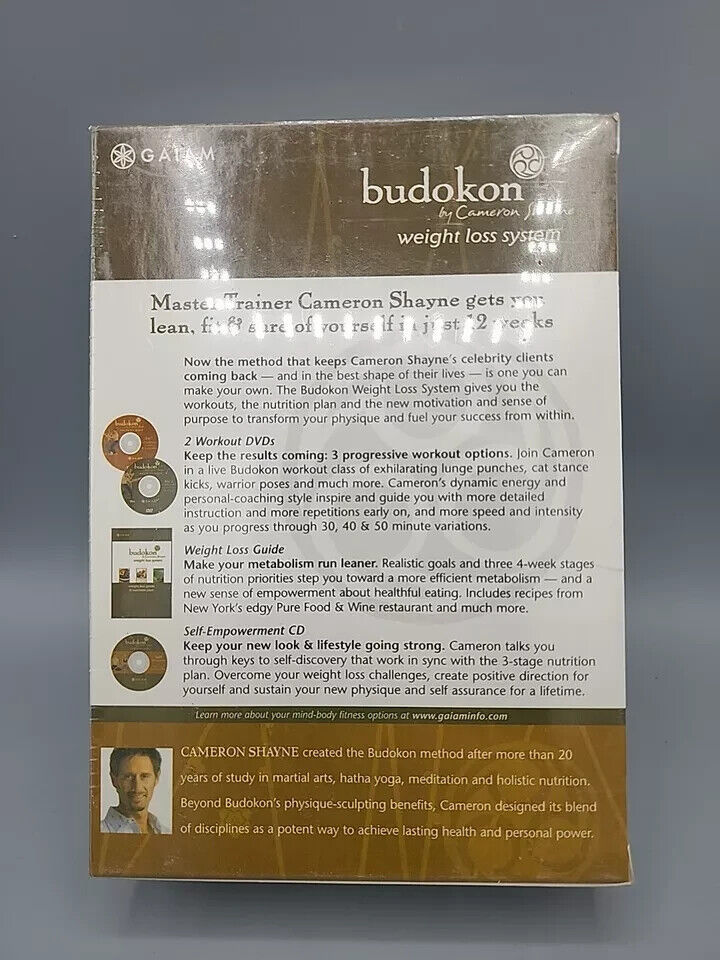 GAIAM
budokon
by Cameron Shayne
weight loss system
Master Trainer Cameron Shayne gets you
lean, fit & sure of yourself in just 12 weeks
Now the method that keeps Cameron Shayne's celebrity clients
coming back — and in the best shape of their lives — is one you can
make your own. The Budokon Weight Loss System gives you the
workouts, the nutrition plan and the new motivation and sense of
purpose to transform your physique and fuel your success from within.
2 Workout DVDs
Keep the results coming: 3 progressive workout options. Join Cameron
in a live Budokon workout class of exhilarating lunge punches, cat stance
kicks, warrior poses and much more. Cameron's dynamic energy and
personal-coaching style inspire and guide you with more detailed
instruction and more repetitions early on, and more speed and intensity
as you progress through 30, 40 & 50 minute variations.
budokon
Weight Loss Guide
Make your metabolism run leaner. Realistic goals and three 4-week stages
of nutrition priorities step you toward a more efficient metabolism — and a
new sense of empowerment about healthful eating. Includes recipes from
New York's edgy Pure Food & Wine restaurant and much more.
budokon
weight loss system
Self-Empowerment CD
Keep your new look & lifestyle going strong. Cameron talks you
through keys to self-discovery that work in sync with the 3-stage nutrition
plan. Overcome your weight loss challenges, create positive direction for
yourself and sustain your new physique and self assurance for a lifetime.
budokon
Learn more about your mind-body fitness options at www.gaiaminfo.com
CAMERON SHAYNE created the Budokon method after more than 20
years of study in martial arts, hatha yoga, meditation and holistic nutrition.
Beyond Budokon's physique-sculpting benefits, Cameron designed its blend
of disciplines as a potent way to achieve lasting health and personal power.